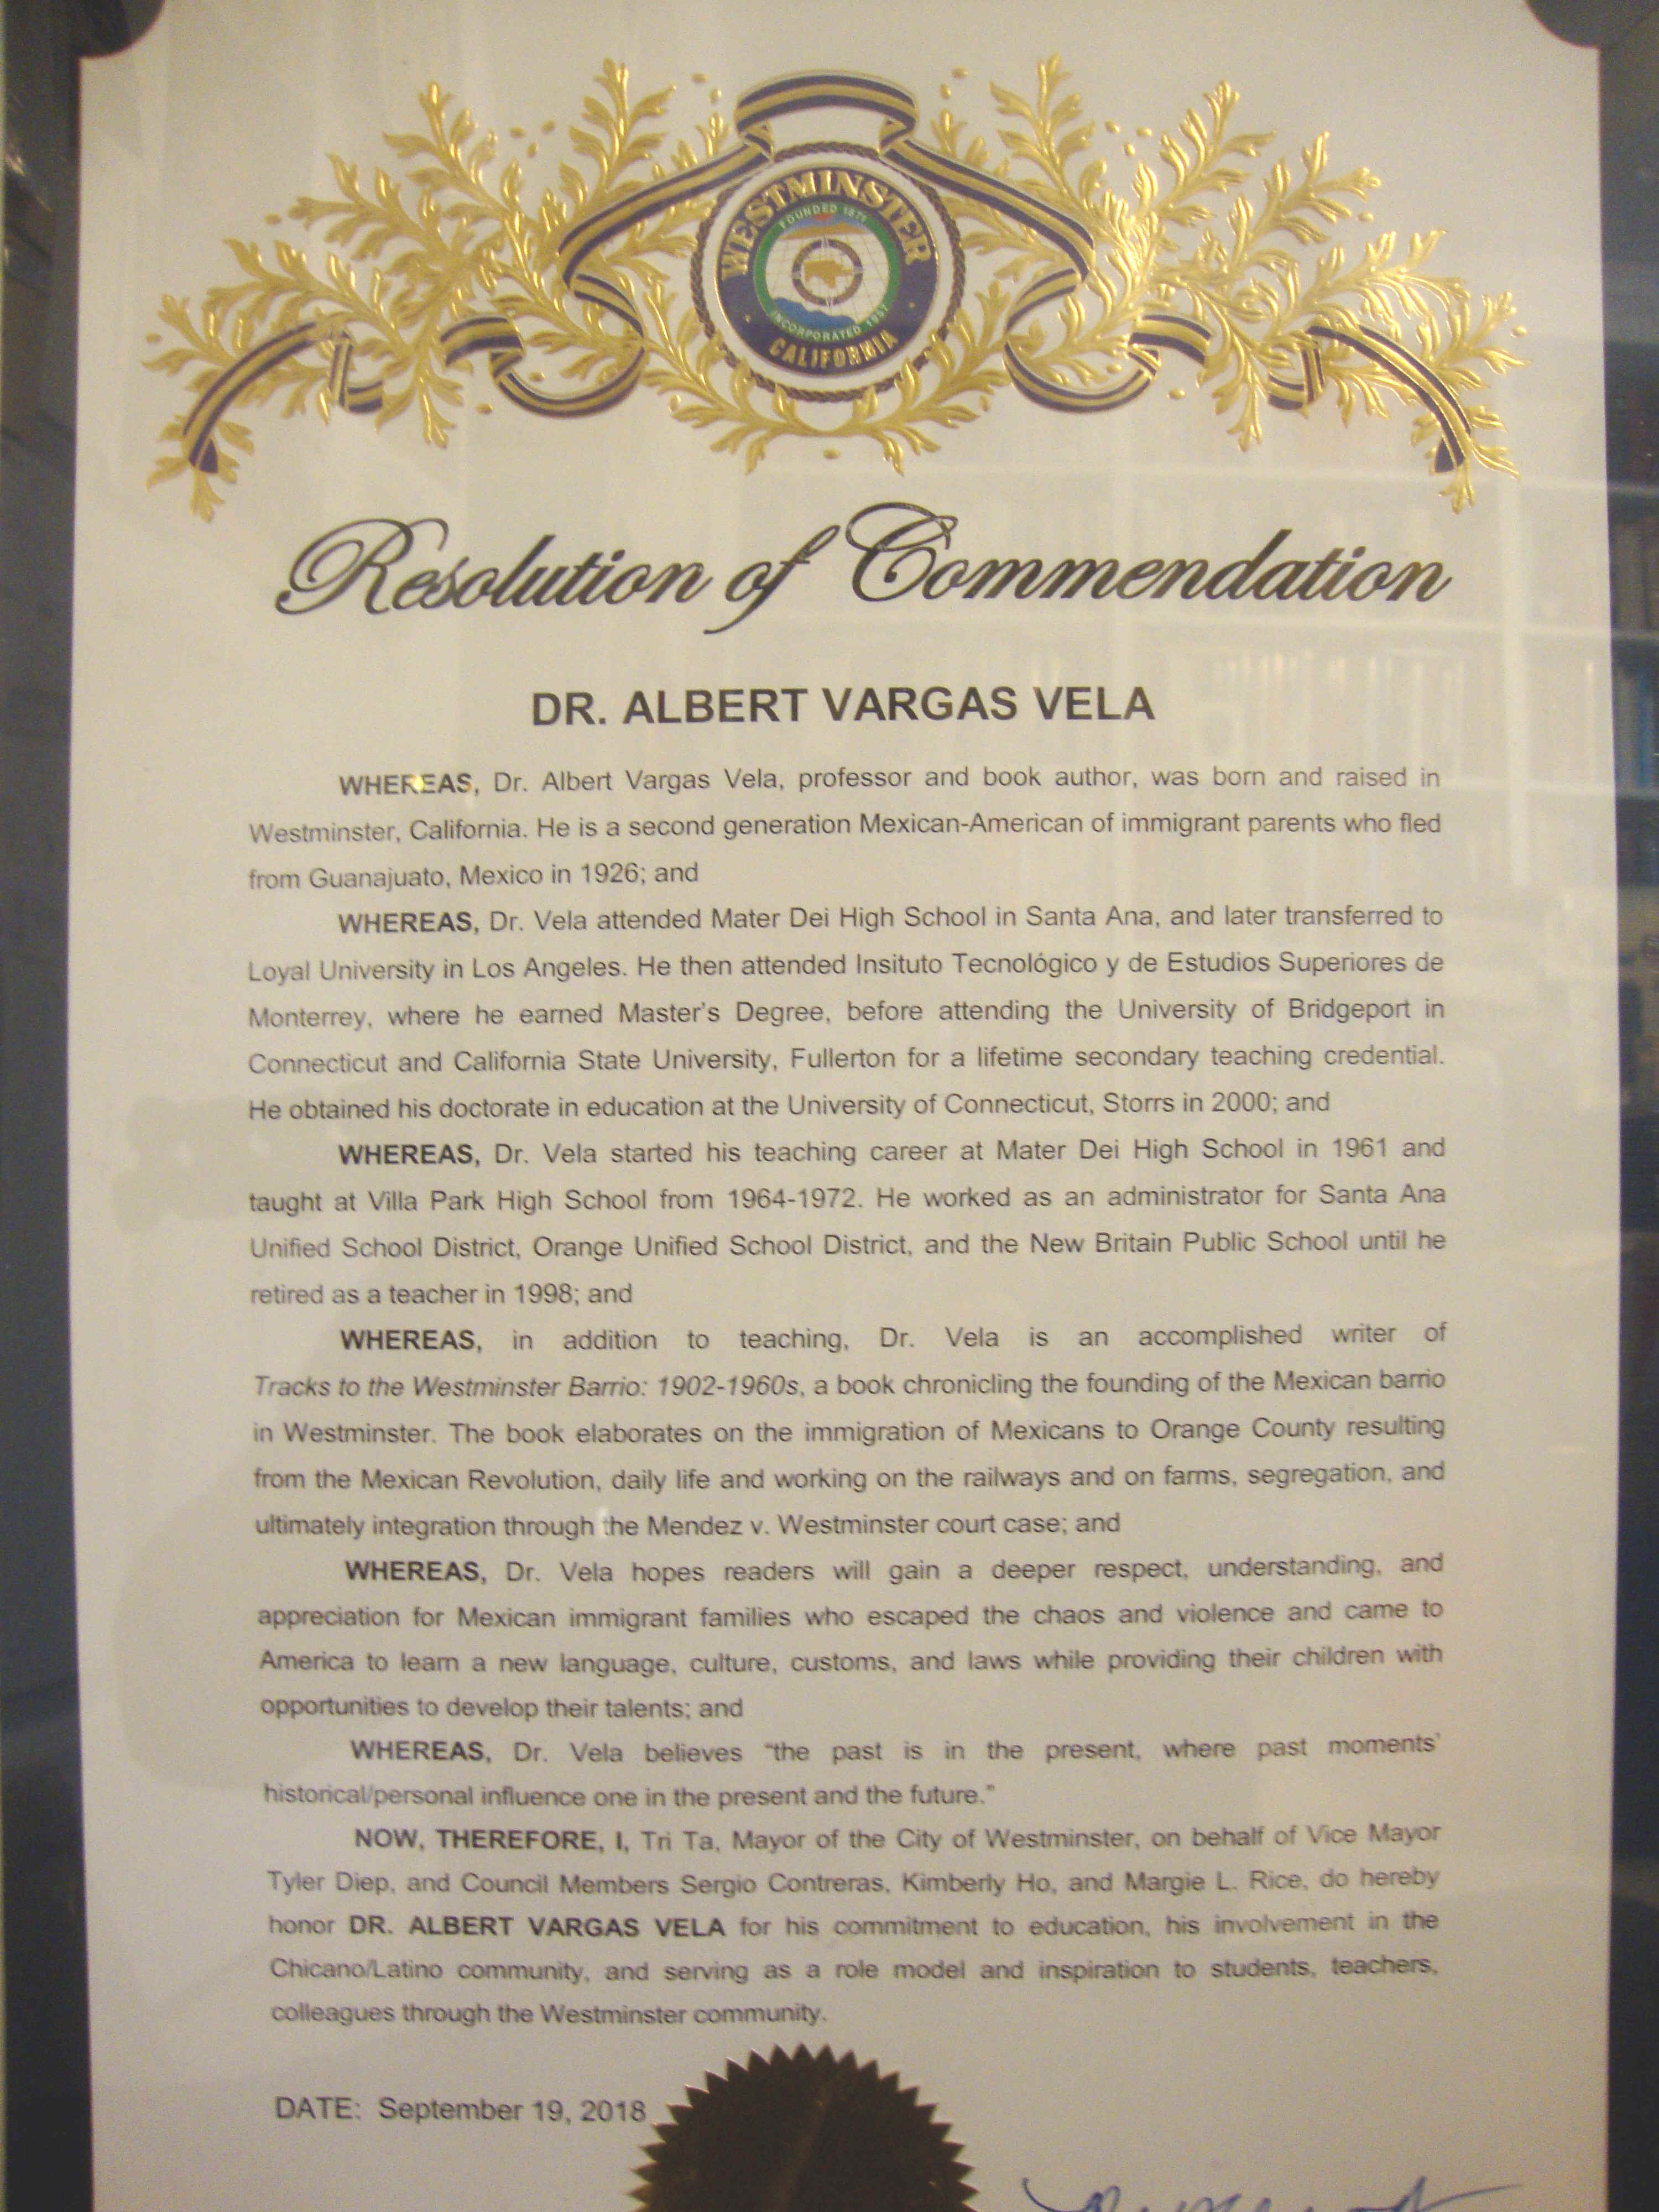 WESTMINSTER
FOUNDED 1871
INCORPORATED 1957
CALIFORNIA
Resolution of Commendation
DR. ALBERT VARGAS VELA
WHEREAS, Dr. Albert Vargas Vela, professor and book author, was born and raised in
Westminster, California. He is a second generation Mexican-American of immigrant parents who fled
from Guanajuato, Mexico in 1926; and
WHEREAS, Dr. Vela attended Mater Dei High School in Santa Ana, and later transferred to
Loyal University in Los Angeles. He then attended Insituto Tecnológico y de Estudios Superiores de
Monterrey, where he earned Master's Degree, before attending the University of Bridgeport in
Connecticut and California State University, Fullerton for a lifetime secondary teaching credential.
He obtained his doctorate in education at the University of Connecticut, Storrs in 2000; and
WHEREAS, Dr. Vela started his teaching career at Mater Dei High School in 1961 and
taught at Villa Park High School from 1964-1972. He worked as an administrator for Santa Ana
Unified School District, Orange Unified School District, and the New Britain Public School until he
retired as a teacher in 1998; and
WHEREAS, in addition to teaching, Dr. Vela is an accomplished writer of
Tracks to the Westminster Barrio: 1902-1960s, a book chronicling the founding of the Mexican barrio
in Westminster. The book elaborates on the immigration of Mexicans to Orange County resulting
from the Mexican Revolution, daily life and working on the railways and on farms, segregation, and
ultimately integration through the Mendez v. Westminster court case; and
WHEREAS, Dr. Vela hopes readers will gain a deeper respect, understanding, and
appreciation for Mexican immigrant families who escaped the chaos and violence and came to
America to learn a new language, culture, customs, and laws while providing their children with
opportunities to develop their talents; and
WHEREAS, Dr. Vela believes "the past is in the present, where past moments'
historical/personal influence one in the present and the future."
NOW, THEREFORE, I, Tri Ta, Mayor of the City of Westminster, on behalf of Vice Mayor
Tyler Diep, and Council Members Sergio Contreras, Kimberly Ho, and Margie L. Rice, do hereby
honor DR. ALBERT VARGAS VELA for his commitment to education, his involvement in the
Chicano/Latino community, and serving as a role model and inspiration to students, teachers,
colleagues through the Westminster community.
DATE: September 19, 2018